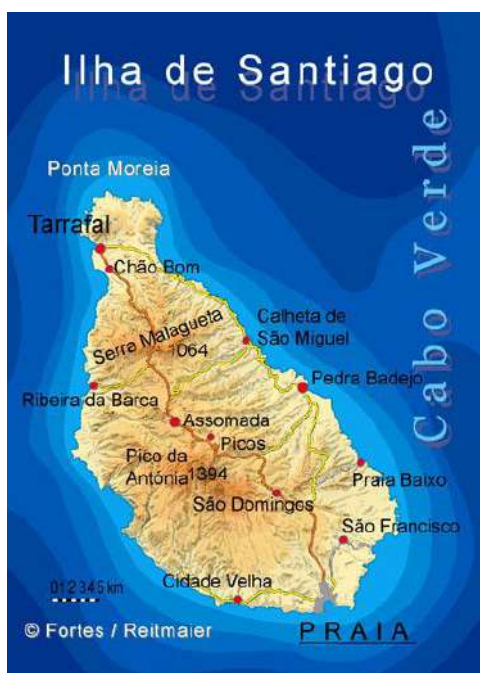 Ilha de Santiago
Cabo Verde
Ponta Moreia
Tarrafal
Chão Bom
Calheta de
São Miguel
Serra Malagueta
1064
Pedra Badejo
Ribeira da Barca
Assomada
Picos
Pico da
Antónia 1394
Praia Baixo
São Domingos
São Francisco
Cidade Velha
0 1 2 3 4 5 km
© Fortes / Reitmaier
PRAIA